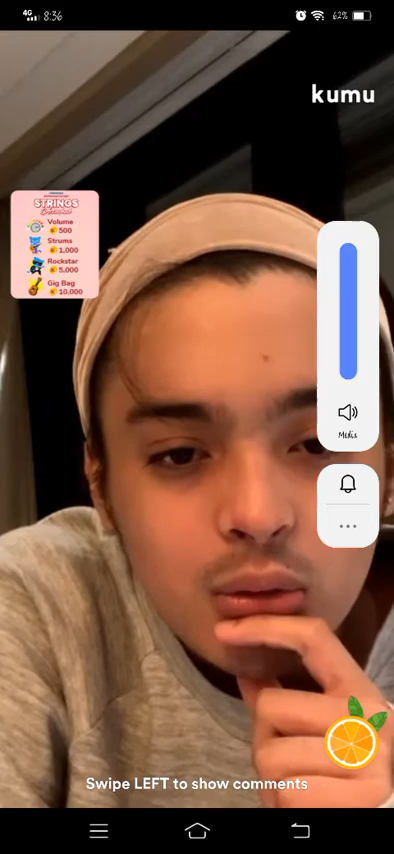 4G 8:36 62%
kumu
STRINGS
Volume
500
Strums
1,000
Rockstar
5,000
Gig Bag
10,000
Media
Swipe LEFT to show comments